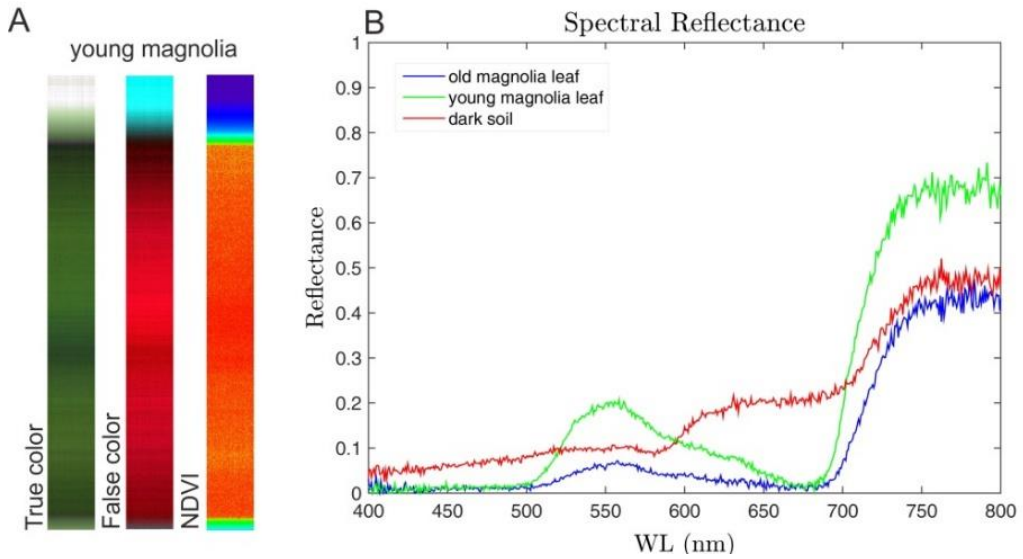 A
young magnolia
True color
False color
NDVI
B
Spectral Reflectance
old magnolia leaf
young magnolia leaf
dark soil
Reflectance
1
0.9
0.8
0.7
0.6
0.5
0.4
0.3
0.2
0.1
0
400 450 500 550 600 650 700 750 800
WL (nm)